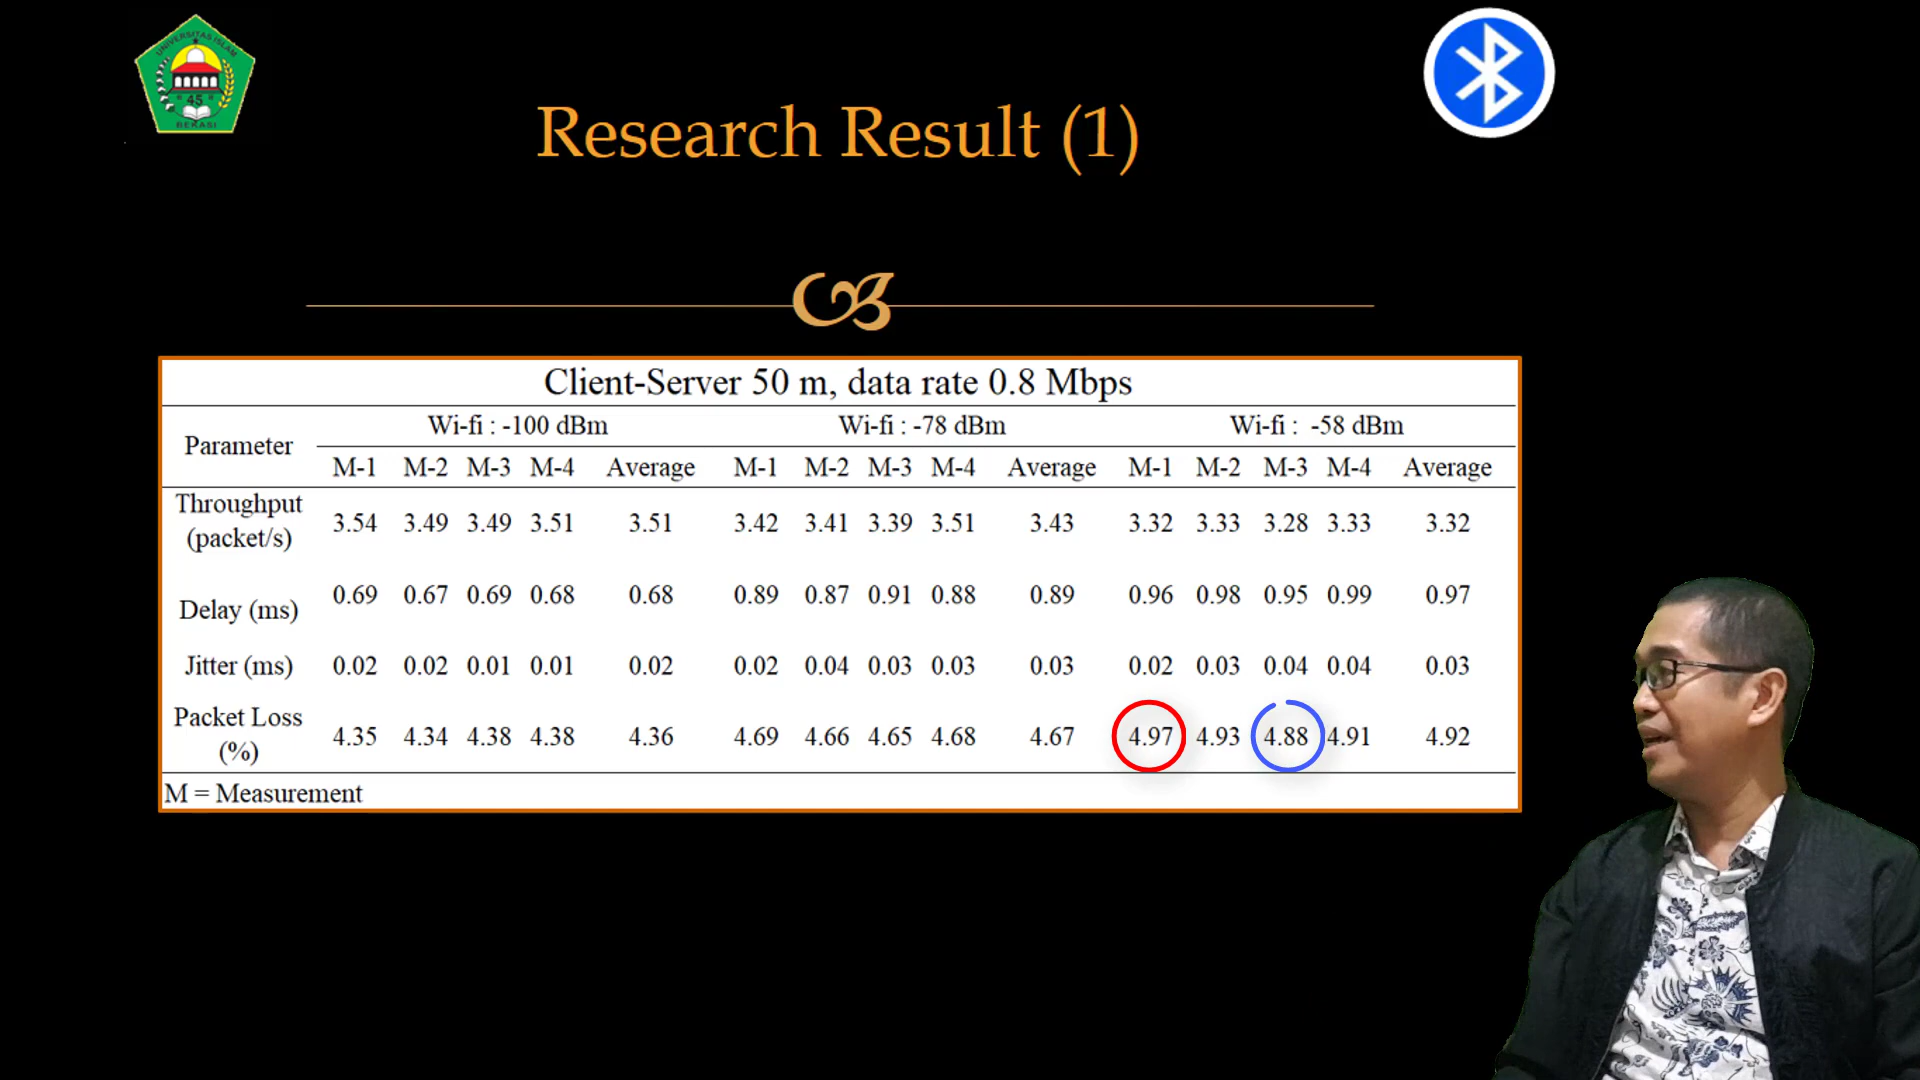 UNIVERSITAS ISLAM
45
BEKASI
Research Result (1)
Client-Server 50 m, data rate 0.8 Mbps
Parameter Wi-fi : -100 dBm Wi-fi : -78 dBm Wi-fi : -58 dBm
M-1 M-2 M-3 M-4 Average M-1 M-2 M-3 M-4 Average M-1 M-2 M-3 M-4 Average
Throughput (packet/s) 3.54 3.49 3.49 3.51 3.51 3.42 3.41 3.39 3.51 3.43 3.32 3.33 3.28 3.33 3.32
Delay (ms) 0.69 0.67 0.69 0.68 0.68 0.89 0.87 0.91 0.88 0.89 0.96 0.98 0.95 0.99 0.97
Jitter (ms) 0.02 0.02 0.01 0.01 0.02 0.02 0.04 0.03 0.03 0.03 0.02 0.03 0.04 0.04 0.03
Packet Loss (%) 4.35 4.34 4.38 4.38 4.36 4.69 4.66 4.65 4.68 4.67 4.97 4.93 4.88 4.91 4.92
M = Measurement